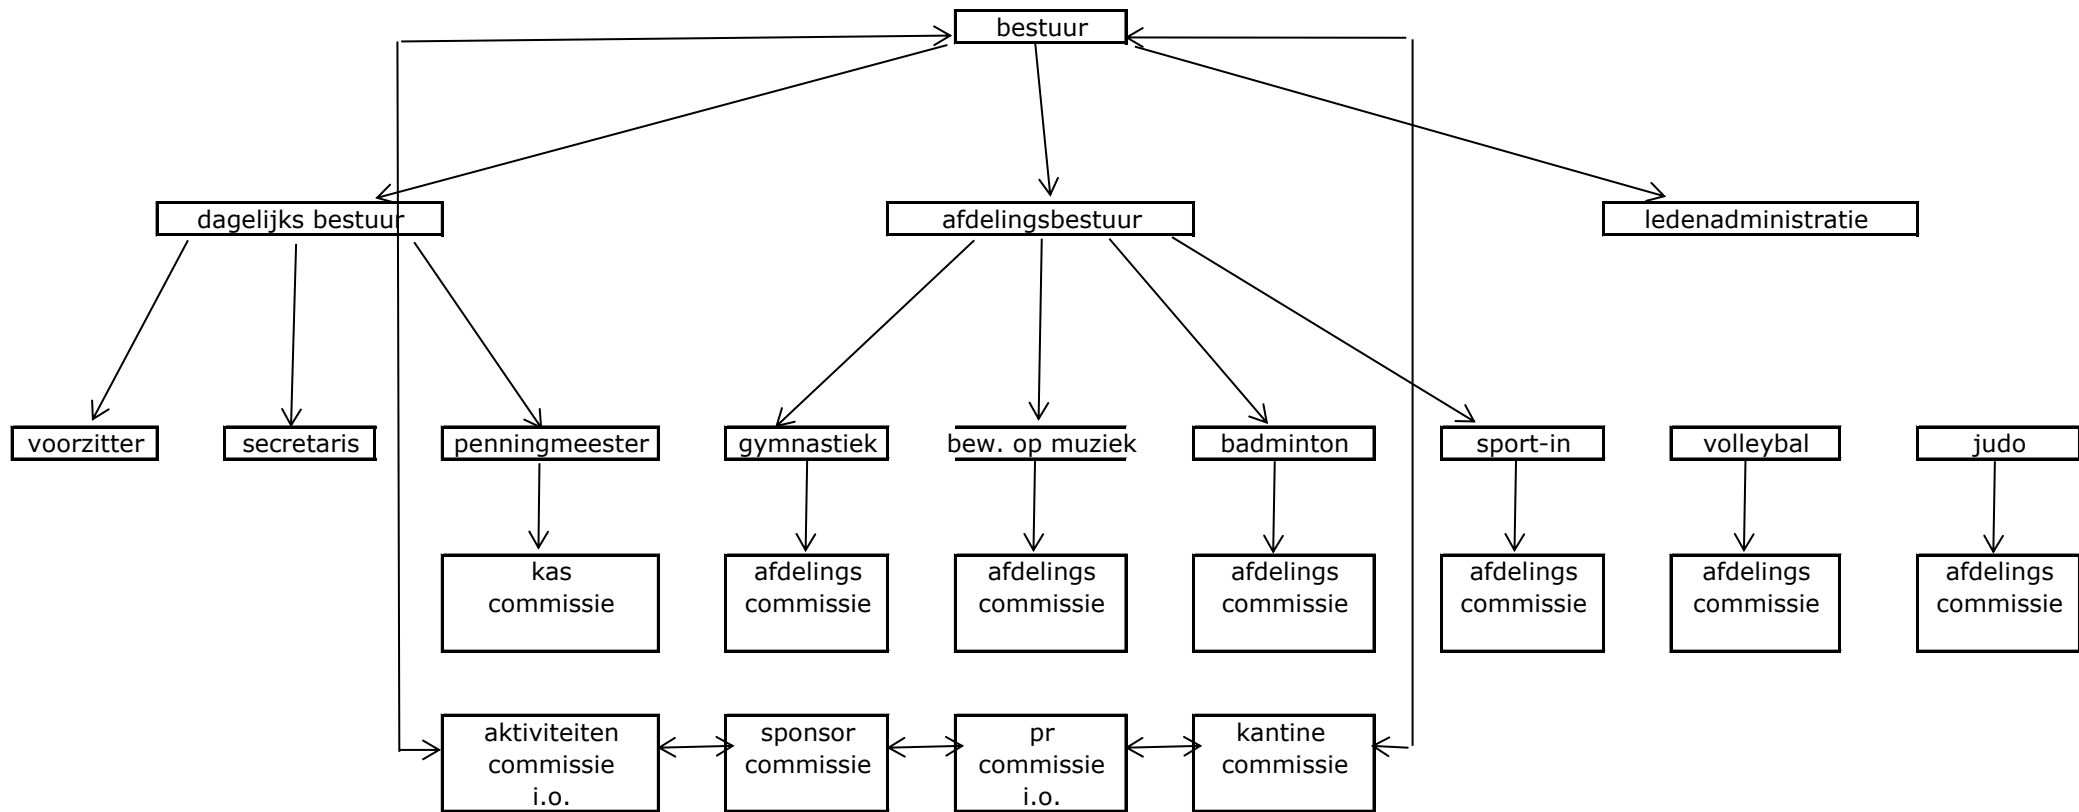 bestuur
dagelijks bestuur
afdelingsbestuur
ledenadministratie
voorzitter
secretaris
penningmeester
gymnastiek
bew. op muziek
badminton
sport-in
volleybal
judo
kas
commissie
afdelings
commissie
afdelings
commissie
afdelings
commissie
afdelings
commissie
afdelings
commissie
afdelings
commissie
aktiviteiten
commissie
i.o.
sponsor
commissie
pr
commissie
i.o.
kantine
commissie